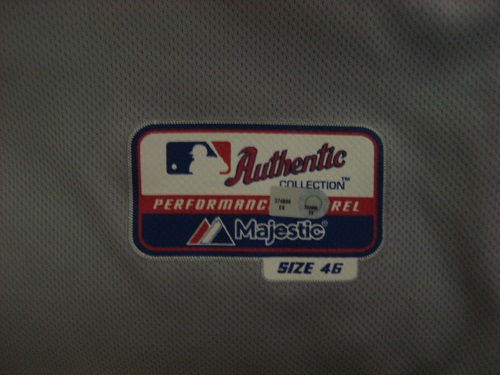 Authentic
COLLECTION™
PERFORMANC REL
Majestic®
SIZE 46